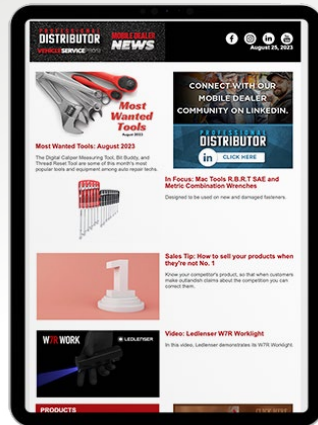 PROFESSIONAL
DISTRIBUTOR
VEHICLE SERVICE PROS
MOBILE DEALER
NEWS
August 25, 2023
Most
Wanted
Tools
August 2023
Most Wanted Tools: August 2023
The Digital Caliper Measuring Tool, Bit Buddy, and
Thread Reset Tool are some of this month's most
popular tools and equipment among auto repair techs.
CONNECT WITH OUR
MOBILE DEALER
COMMUNITY ON LINKEDIN.
PROFESSIONAL
DISTRIBUTOR
in CLICK HERE
In Focus: Mac Tools R.B.R.T SAE and
Metric Combination Wrenches
Designed to be used on new and damaged fasteners.
1
Sales Tip: How to sell your products when
they're not No. 1
Know your competitor's product, so that when customers
make outlandish claims about the competition you can
correct them.
W7R WORK
LEDLENSER
Video: Ledlenser W7R Worklight
In this video, Ledlenser demonstrates its W7R Worklight.
PRODUCTS
CLICK HERE